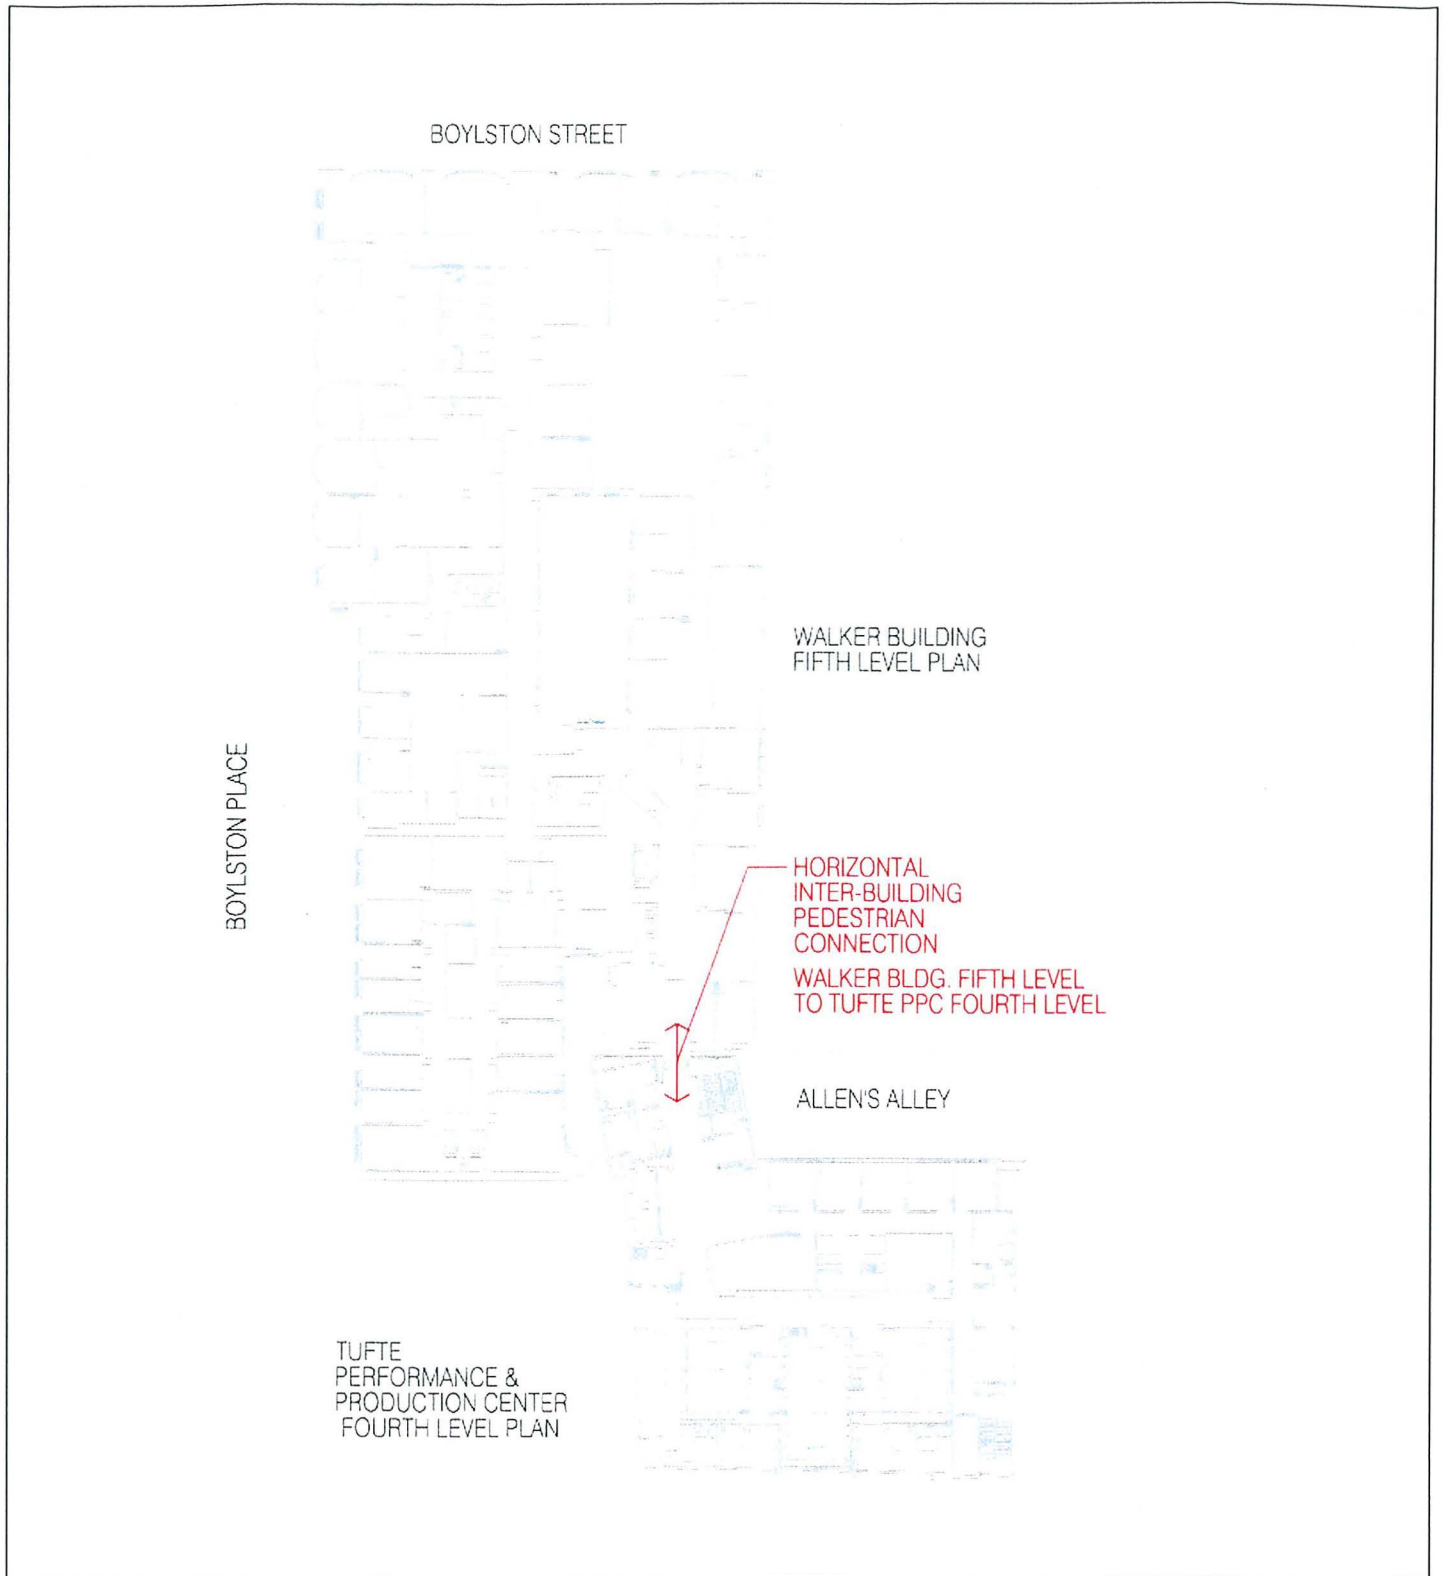 BOYLSTON STREET
WALKER BUILDING
FIFTH LEVEL PLAN
BOYLSTON PLACE
HORIZONTAL
INTER-BUILDING
PEDESTRIAN
CONNECTION
WALKER BLDG. FIFTH LEVEL
TO TUFTE PPC FOURTH LEVEL
ALLEN'S ALLEY
TUFTE
PERFORMANCE &
PRODUCTION CENTER
FOURTH LEVEL PLAN